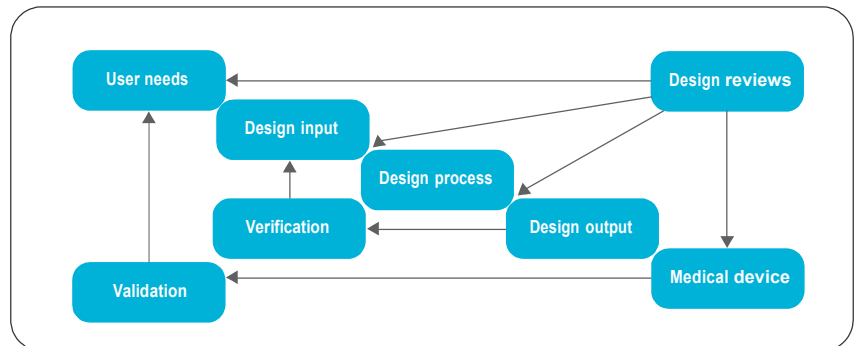 User needs
Design reviews
Design input
Design process
Verification
Design output
Validation
Medical device